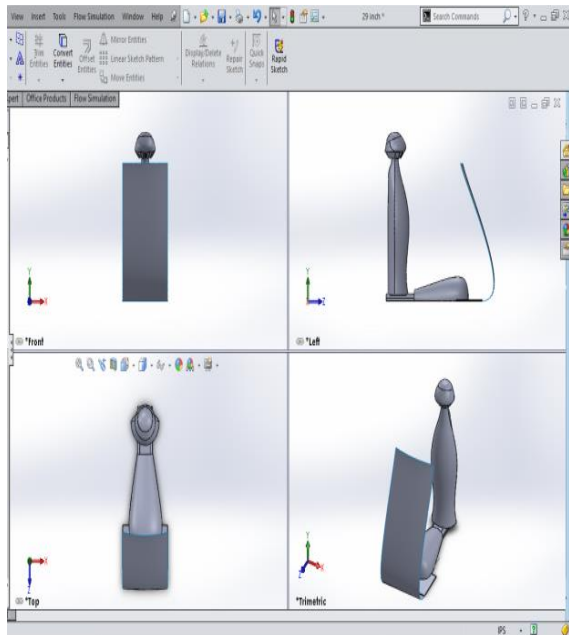 View Insert Tools Flow Simulation Window Help 29 inch * Search Commands
Trim Entities Convert Entities Offset Entities Mirror Entities Linear Sketch Pattern Move Entities Display/Delete Relations Repair Sketch Quick Snaps Rapid Sketch
pert Office Products Flow Simulation
Y X
*Front
Y Z
*Left
X Z
*Top
Y X Z
*Trimetric
IPS